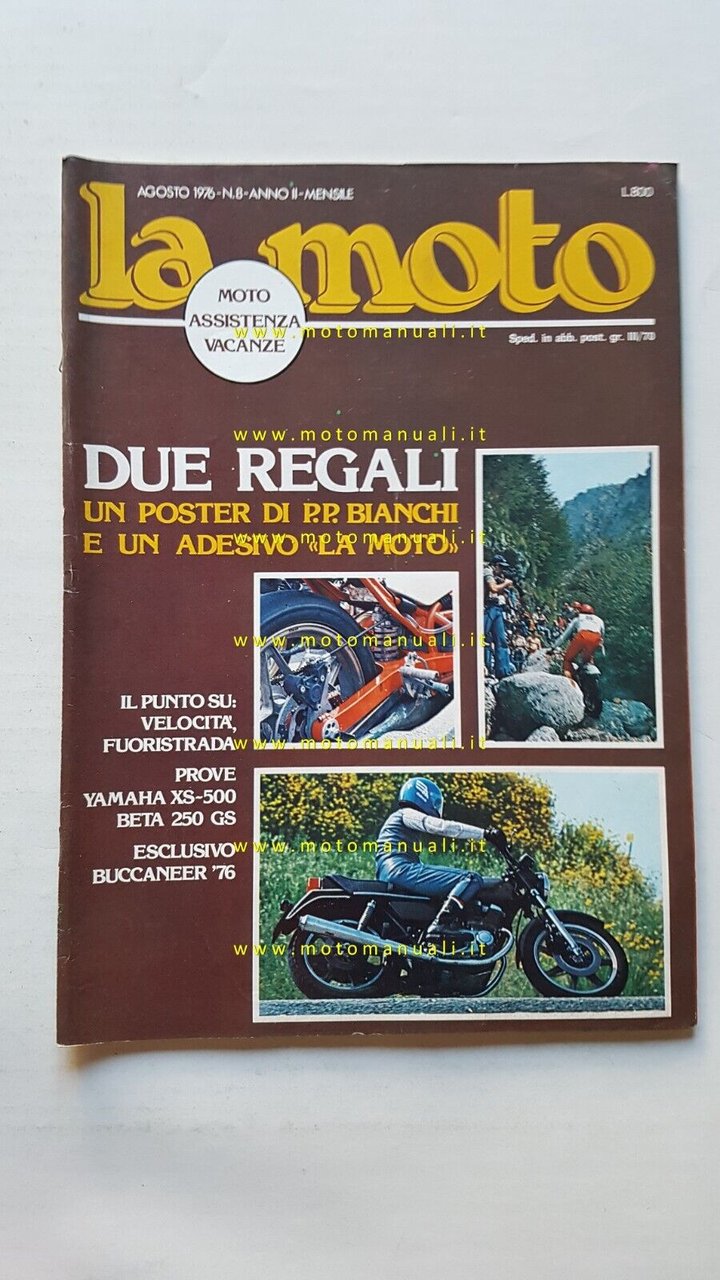 AGOSTO 1976-N.8-ANNO II-MENSILE
L.800
la moto
MOTO
ASSISTENZA
VACANZE
www.motomanuali.it
Sped. in abb. post. gr. III/70
www.motomanuali.it
DUE REGALI
UN POSTER DI P.P. BIANCHI
www.motomanuali.it
E UN ADESIVO «LA MOTO»
www.motomanuali.it
IL PUNTO SU:
VELOCITA',
FUORISTRADA
www.motomanuali.it
PROVE
YAMAHA XS-500
BETA 250 GS
www.motomanuali.it
ESCLUSIVO
BUCCANEER '76
www.motomanuali.it